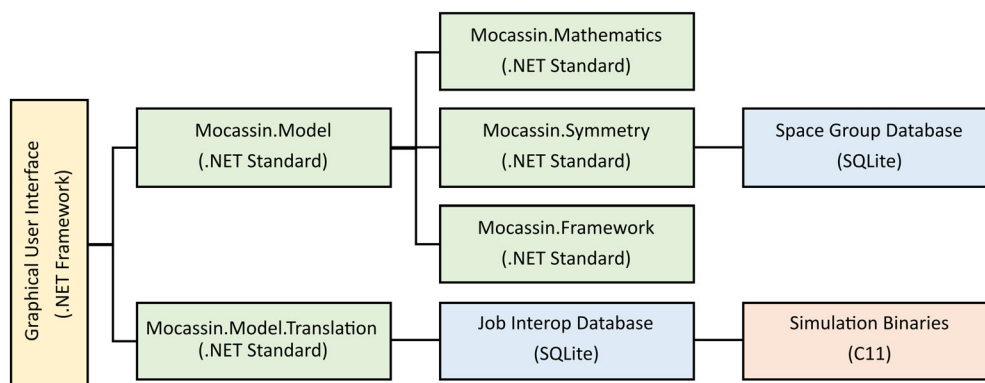 Graphical User Interface
(.NET Framework)
Mocassin.Model
(.NET Standard)
Mocassin.Model.Translation
(.NET Standard)
Mocassin.Mathematics
(.NET Standard)
Mocassin.Symmetry
(.NET Standard)
Mocassin.Framework
(.NET Standard)
Job Interop Database
(SQLite)
Space Group Database
(SQLite)
Simulation Binaries
(C11)